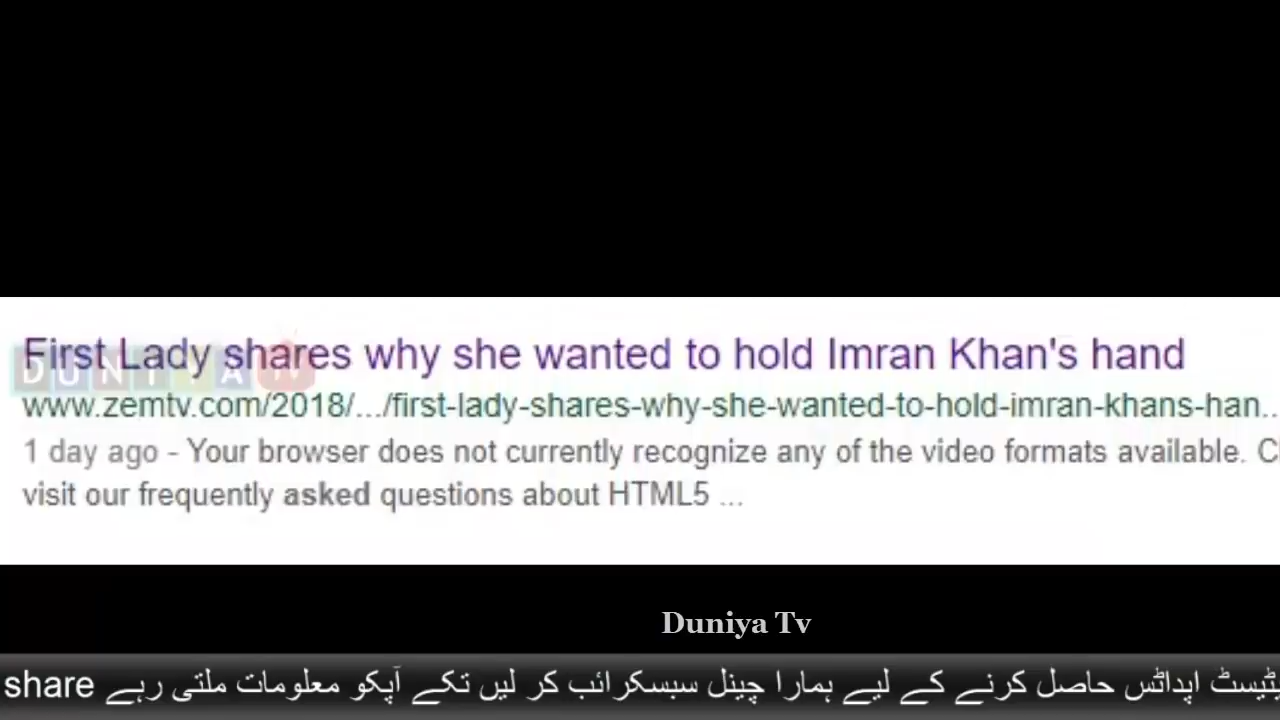 First Lady shares why she wanted to hold Imran Khan's hand
DUNIYA TV
www.zemtv.com/2018/.../first-lady-shares-why-she-wanted-to-hold-imran-khans-han...
1 day ago - Your browser does not currently recognize any of the video formats available.
visit our frequently asked questions about HTML5 ...
Duniya Tv
اپداٹس حاصل کرنے کے لیے ہمارا چینل سبسکرائب کر لیں تکے آپکو معلومات ملتی رہے share